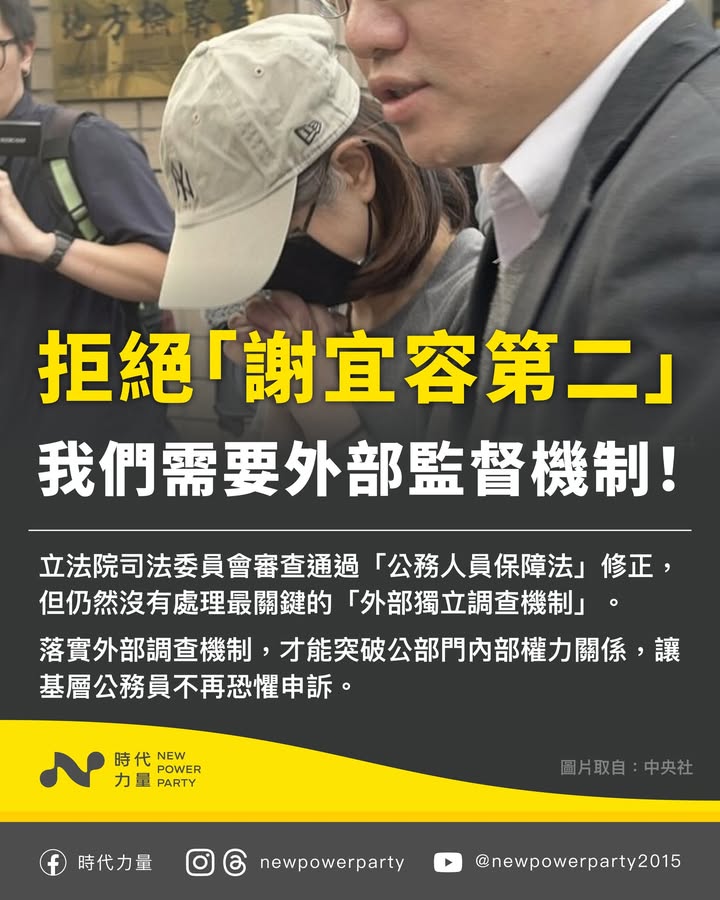 地方檢察署
拒絕「謝宜容第二」
我們需要外部監督機制！
立法院司法委員會審查通過「公務人員保障法」修正，
但仍然沒有處理最關鍵的「外部獨立調查機制」。
落實外部調查機制，才能突破公部門內部權力關係，讓
基層公務員不再恐懼申訴。
時代力量
NEW POWER PARTY
圖片取自：中央社
時代力量
newpowerparty
@newpowerparty2015